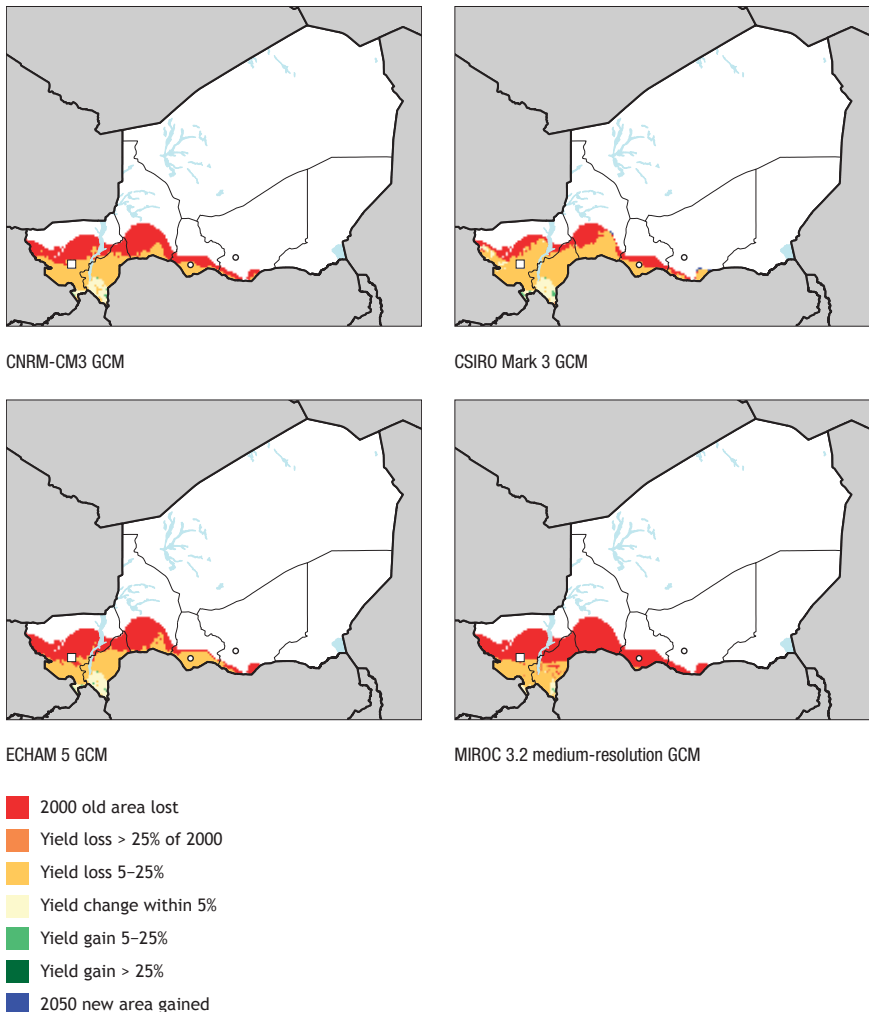 CNRM-CM3 GCM
CSIRO Mark 3 GCM
ECHAM 5 GCM
MIROC 3.2 medium-resolution GCM
2000 old area lost
Yield loss > 25% of 2000
Yield loss 5–25%
Yield change within 5%
Yield gain 5–25%
Yield gain > 25%
2050 new area gained